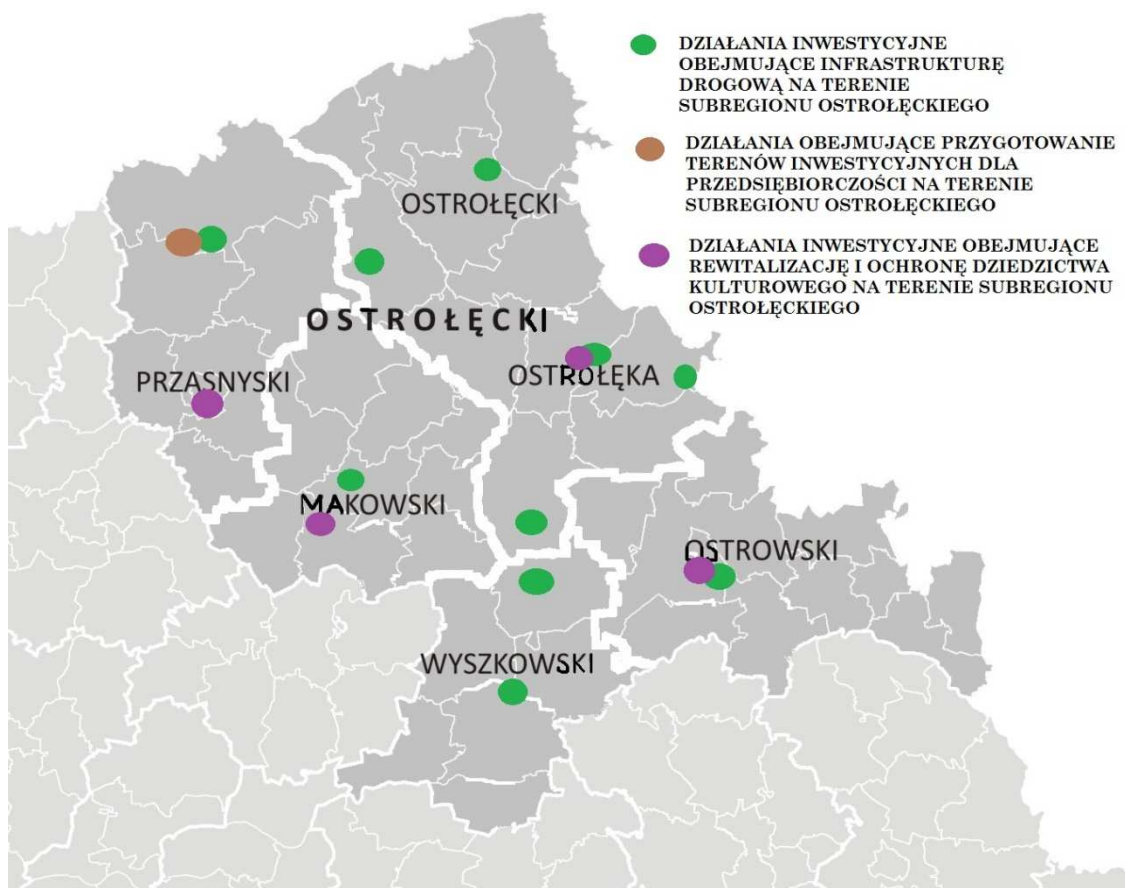 DZIAŁANIA INWESTYCYJNE
OBEJMUJĄCE INFRASTRUKTURĘ
DROGOWĄ NA TERENIE
SUBREGIONU OSTROŁĘCKIEGO
DZIAŁANIA OBEJMUJĄCE PRZYGOTOWANIE
TERENÓW INWESTYCYJNYCH DLA
PRZEDSIĘBIORCZOŚCI NA TERENIE
SUBREGIONU OSTROŁĘCKIEGO
DZIAŁANIA INWESTYCYJNE OBEJMUJĄCE
REWITALIZACJĘ I OCHRONĘ DZIEDZICTWA
KULTUROWEGO NA TERENIE SUBREGIONU
OSTROŁĘCKIEGO
OSTROŁĘCKI
OSTROŁĘCKI
PRZASNYSKI
OSTROŁĘKA
MAKOWSKI
OSTROWSKI
WYSZKOWSKI